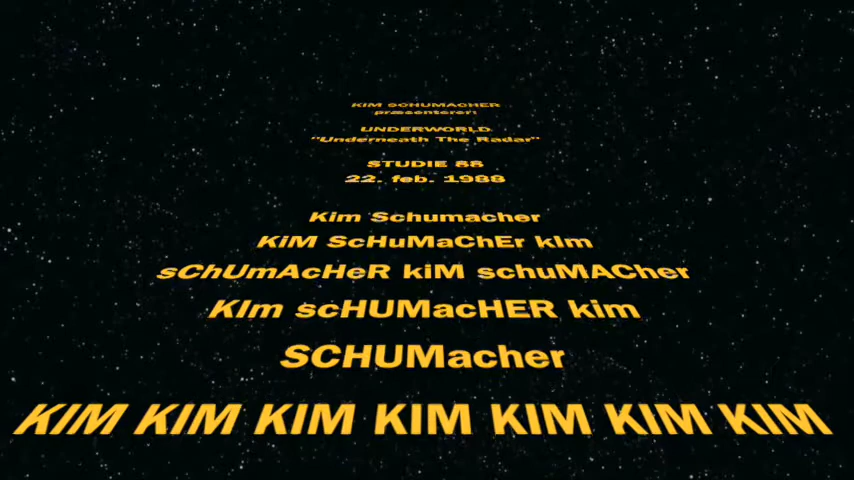 KIM SCHUMACHER
præsenterer:
UNDERWORLD
"Underneath The Radar"
STUDIE 88
22. feb. 1988
Kim Schumacher
KiM ScHuMaChEr kIm
sChUmAcHeR kiM schuMACher
KIm scHUMacHER kim
SCHUMacher
KIM KIM KIM KIM KIM KIM KIM